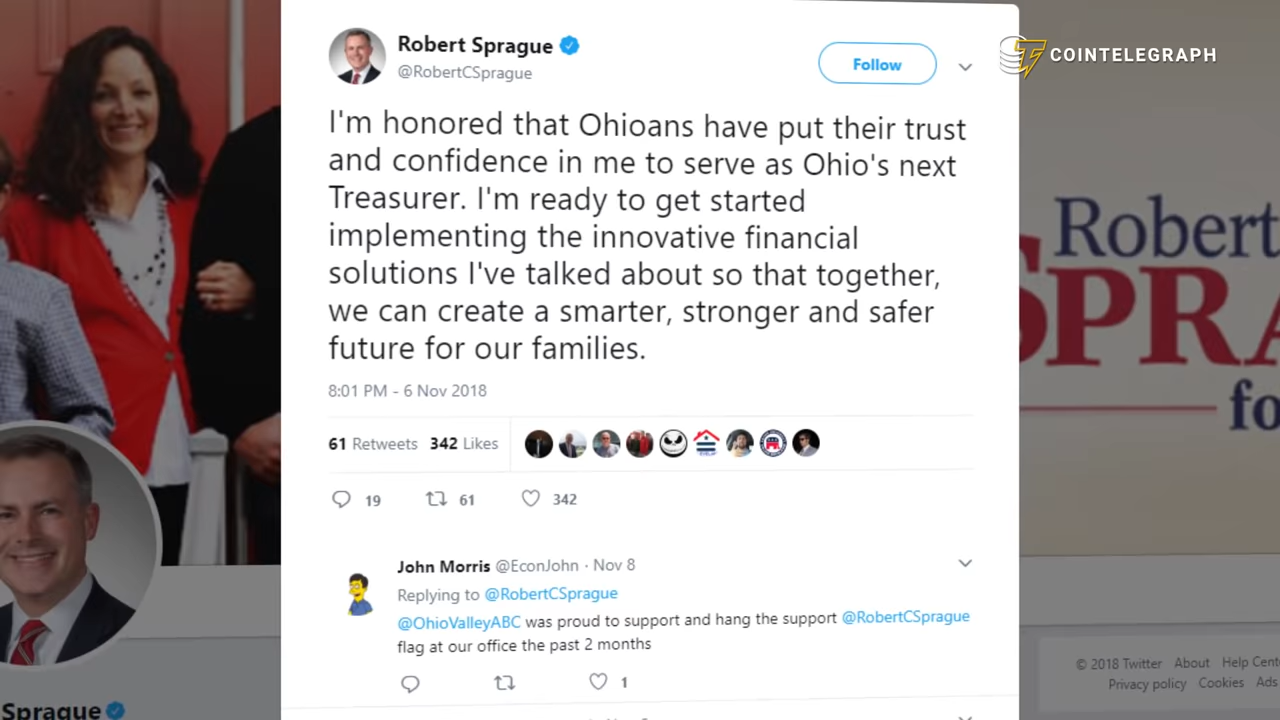 Robert Sprague
@RobertCSprague
Follow
COINTELEGRAPH
I'm honored that Ohioans have put their trust
and confidence in me to serve as Ohio's next
Treasurer. I'm ready to get started
implementing the innovative financial
solutions I've talked about so that together,
we can create a smarter, stronger and safer
future for our families.
8:01 PM - 6 Nov 2018
61 Retweets 342 Likes
19 61 342
John Morris @EconJohn · Nov 8
Replying to @RobertCSprague
@OhioValleyABC was proud to support and hang the support @RobertCSprague
flag at our office the past 2 months
1
Robert
SPRA
fo
© 2018 Twitter About Help Cent
Privacy policy Cookies Ads
Sprague